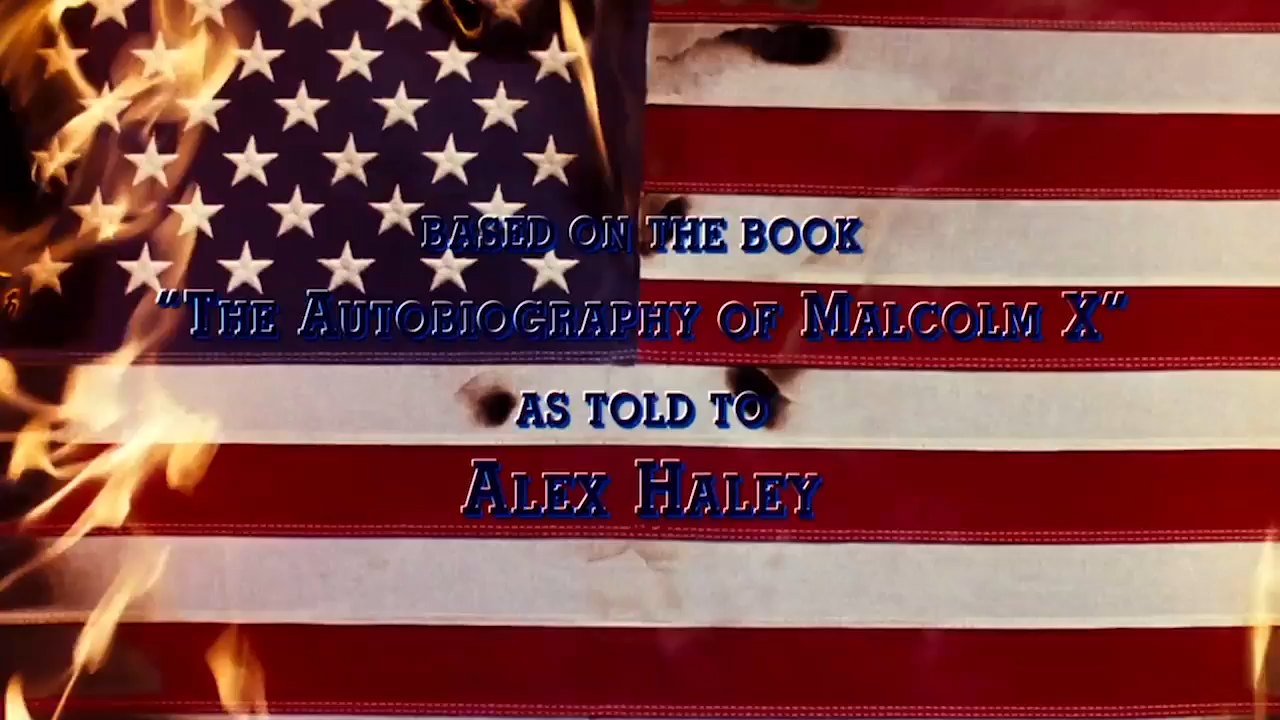 BASED ON THE BOOK
“THE AUTOBIOGRAPHY OF MALCOLM X”
AS TOLD TO
ALEX HALEY